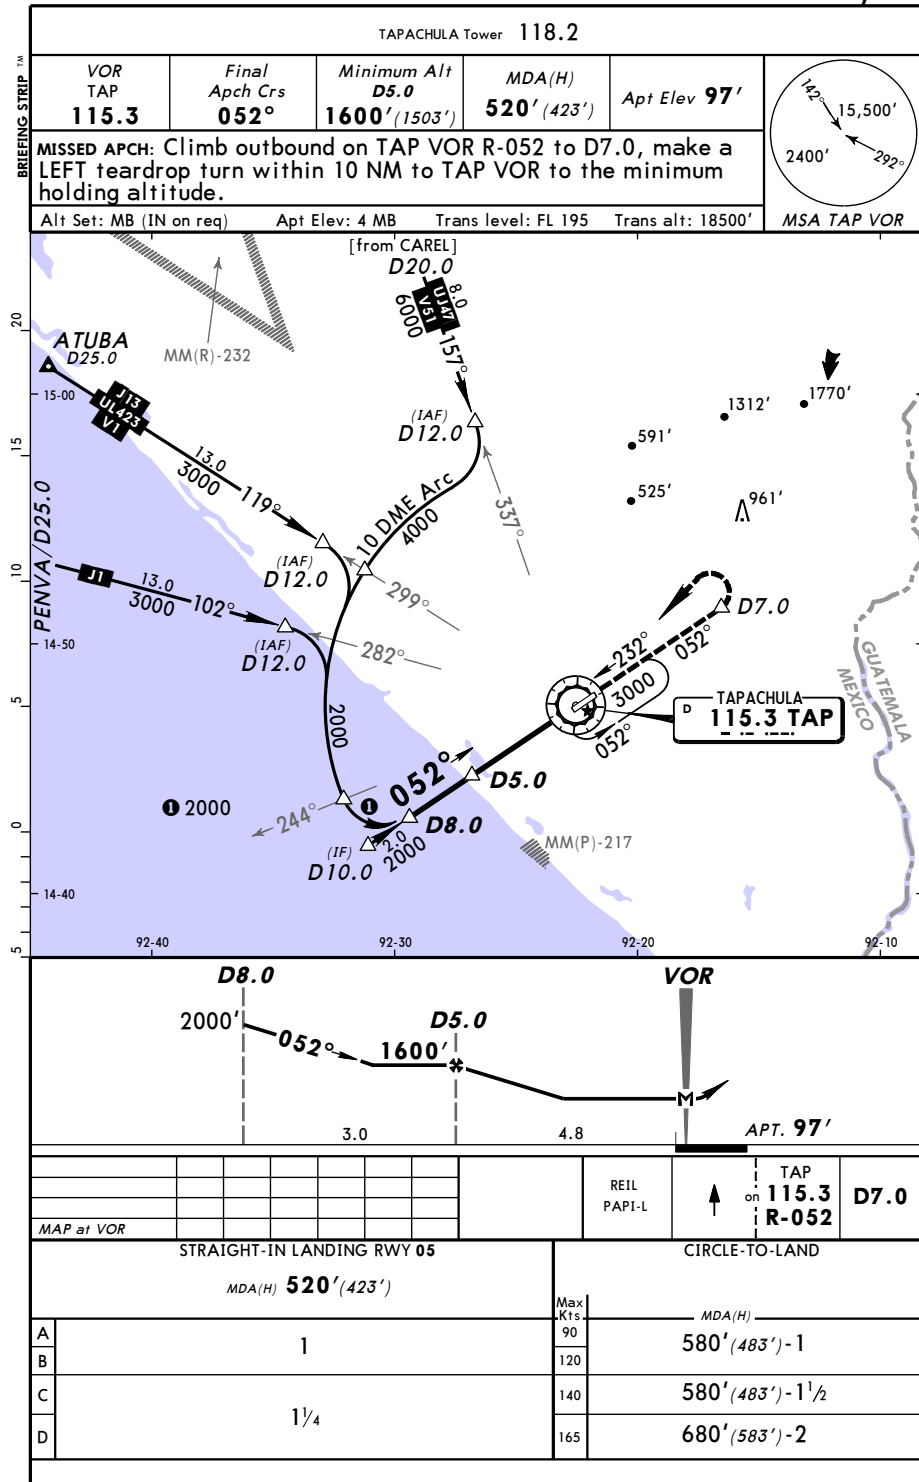 TAPACHULA Tower 118.2
BRIEFING STRIP TM
VOR
TAP
115.3
Final
Apch Crs
052°
Minimum Alt
D5.0
1600'(1503')
MDA(H)
520'(423')
Apt Elev 97'
MISSED APCH: Climb outbound on TAP VOR R-052 to D7.0, make a
LEFT teardrop turn within 10 NM to TAP VOR to the minimum
holding altitude.
Alt Set: MB (IN on req) Apt Elev: 4 MB Trans level: FL 195 Trans alt: 18500'
142°
15,500'
2400'
292°
MSA TAP VOR
[from CAREL]
D20.0
8.0
UJ47
V51
6000
157°
MM(R)-232
ATUBA
D25.0
J13
UL423
V1
13.0
3000
119°
15-00
(IAF)
D12.0
337°
10 DME Arc
4000
1770'
1312'
591'
525'
961'
PENVA/D25.0
J1
13.0
3000
102°
(IAF)
D12.0
299°
(IAF)
D12.0
282°
14-50
D7.0
232°
052°
3000
052°
TAPACHULA
D 115.3 TAP
GUATEMALA
MEXICO
2000
052°
D5.0
1 2000
244°
1
D8.0
2.0
2000
(IF)
D10.0
MM(P)-217
14-40
20
15
10
5
0
5
92-40
92-30
92-20
92-10
D8.0
VOR
2000'
052°
1600'
D5.0
M
3.0
4.8
APT. 97'
MAP at VOR
REIL
PAPI-L
on
TAP
115.3
R-052
D7.0
STRAIGHT-IN LANDING RWY 05
MDA(H) 520'(423')
CIRCLE-TO-LAND
Max
Kts
MDA(H)
A
B
1
90
120
580'(483')-1
C
D
1¼
140
580'(483')-1½
165
680'(583')-2